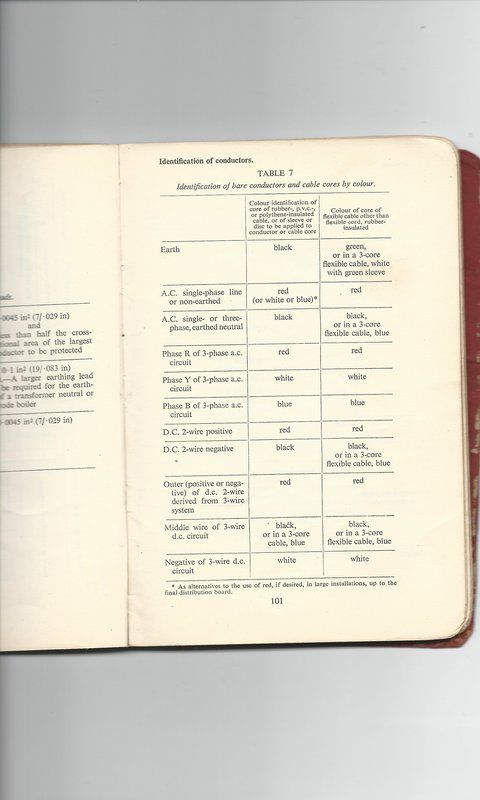 .0045 in² (7/·029 in)
and
less than half the cross-
tional area of the largest
ductor to be protected
0·1 in² (19/·083 in)
.—A larger earthing lead
be required for the earth-
f a transformer neutral or
ode boiler
.0045 in² (7/·029 in)
Identification of conductors.
TABLE 7
Identification of bare conductors and cable cores by colour.
Colour identification of
core of rubber-, p.v.c.-,
or polythene-insulated
cable, or of sleeve or
disc to be applied to
conductor or cable core
Colour of core of
flexible cable other than
flexible cord, rubber-
insulated
Earth
black
green,
or in a 3-core
flexible cable, white
with green sleeve
A.C. single-phase line
or non-earthed
red
(or white or blue)*
red
A.C. single- or three-
phase, earthed neutral
black
black,
or in a 3-core
flexible cable, blue
Phase R of 3-phase a.c.
circuit
red
red
Phase Y of 3-phase a.c.
circuit
white
white
Phase B of 3-phase a.c.
circuit
blue
blue
D.C. 2-wire positive
red
red
D.C. 2-wire negative
black
black,
or in a 3-core
flexible cable, blue
Outer (positive or nega-
tive) of d.c. 2-wire
derived from 3-wire
system
red
red
Middle wire of 3-wire
d.c. circuit
black,
or in a 3-core
cable, blue
black,
or in a 3-core
flexible cable, blue
Negative of 3-wire d.c.
circuit
white
white
* As alternatives to the use of red, if desired, in large installations, up to the
final distribution board.
101